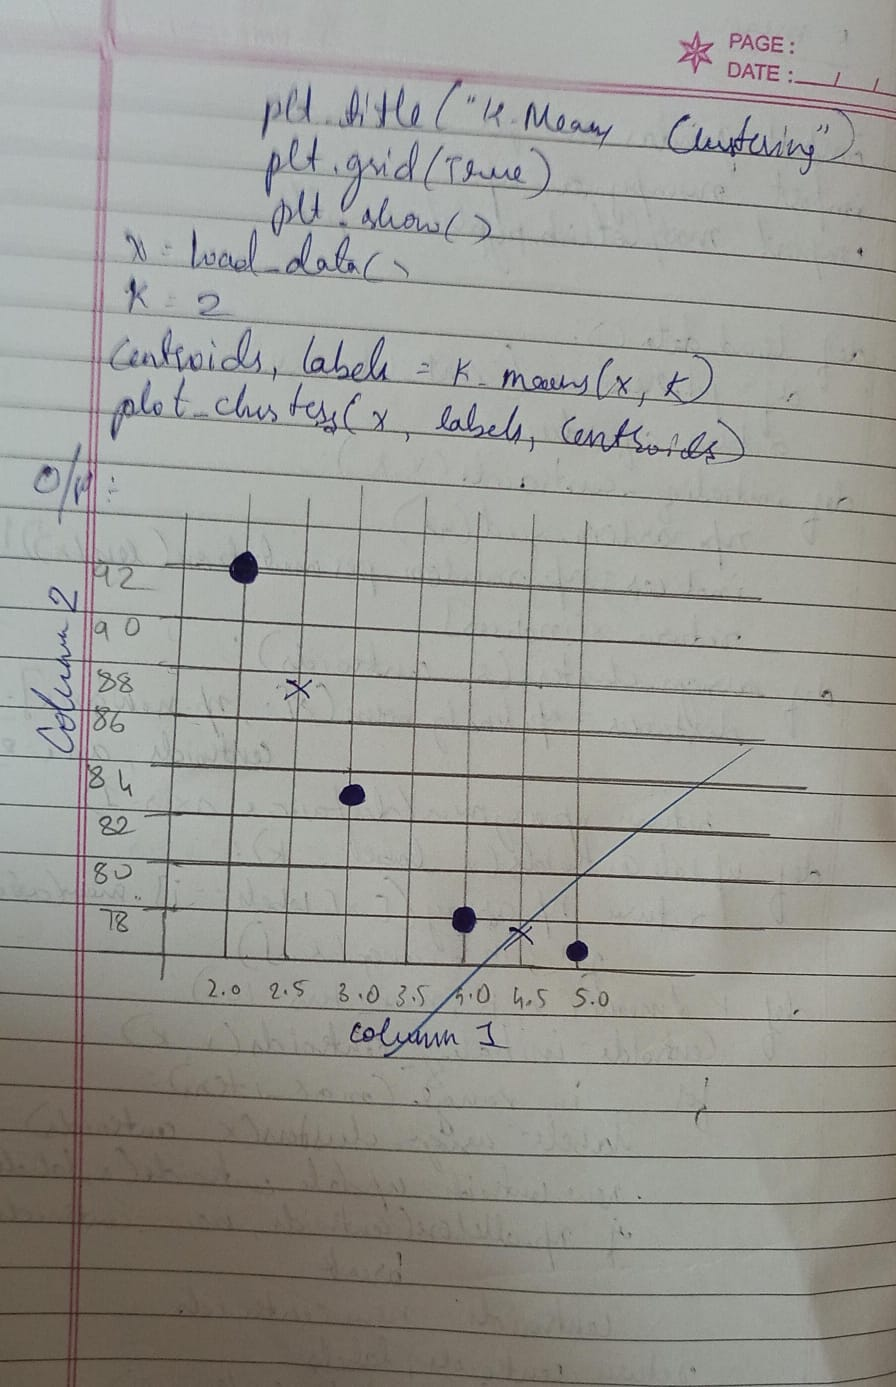 PAGE:
DATE: / /
plt.title("K-Means Clustering")
plt.grid(True)
plt.show()
x = load_data()
K = 2
Centroids, labels = K-means(x, K)
plot_clusters(x, labels, Centroids)
O/P:
Column 2
92
90
88
86
84
82
80
78
2.0 2.5 3.0 3.5 4.0 4.5 5.0
column 1